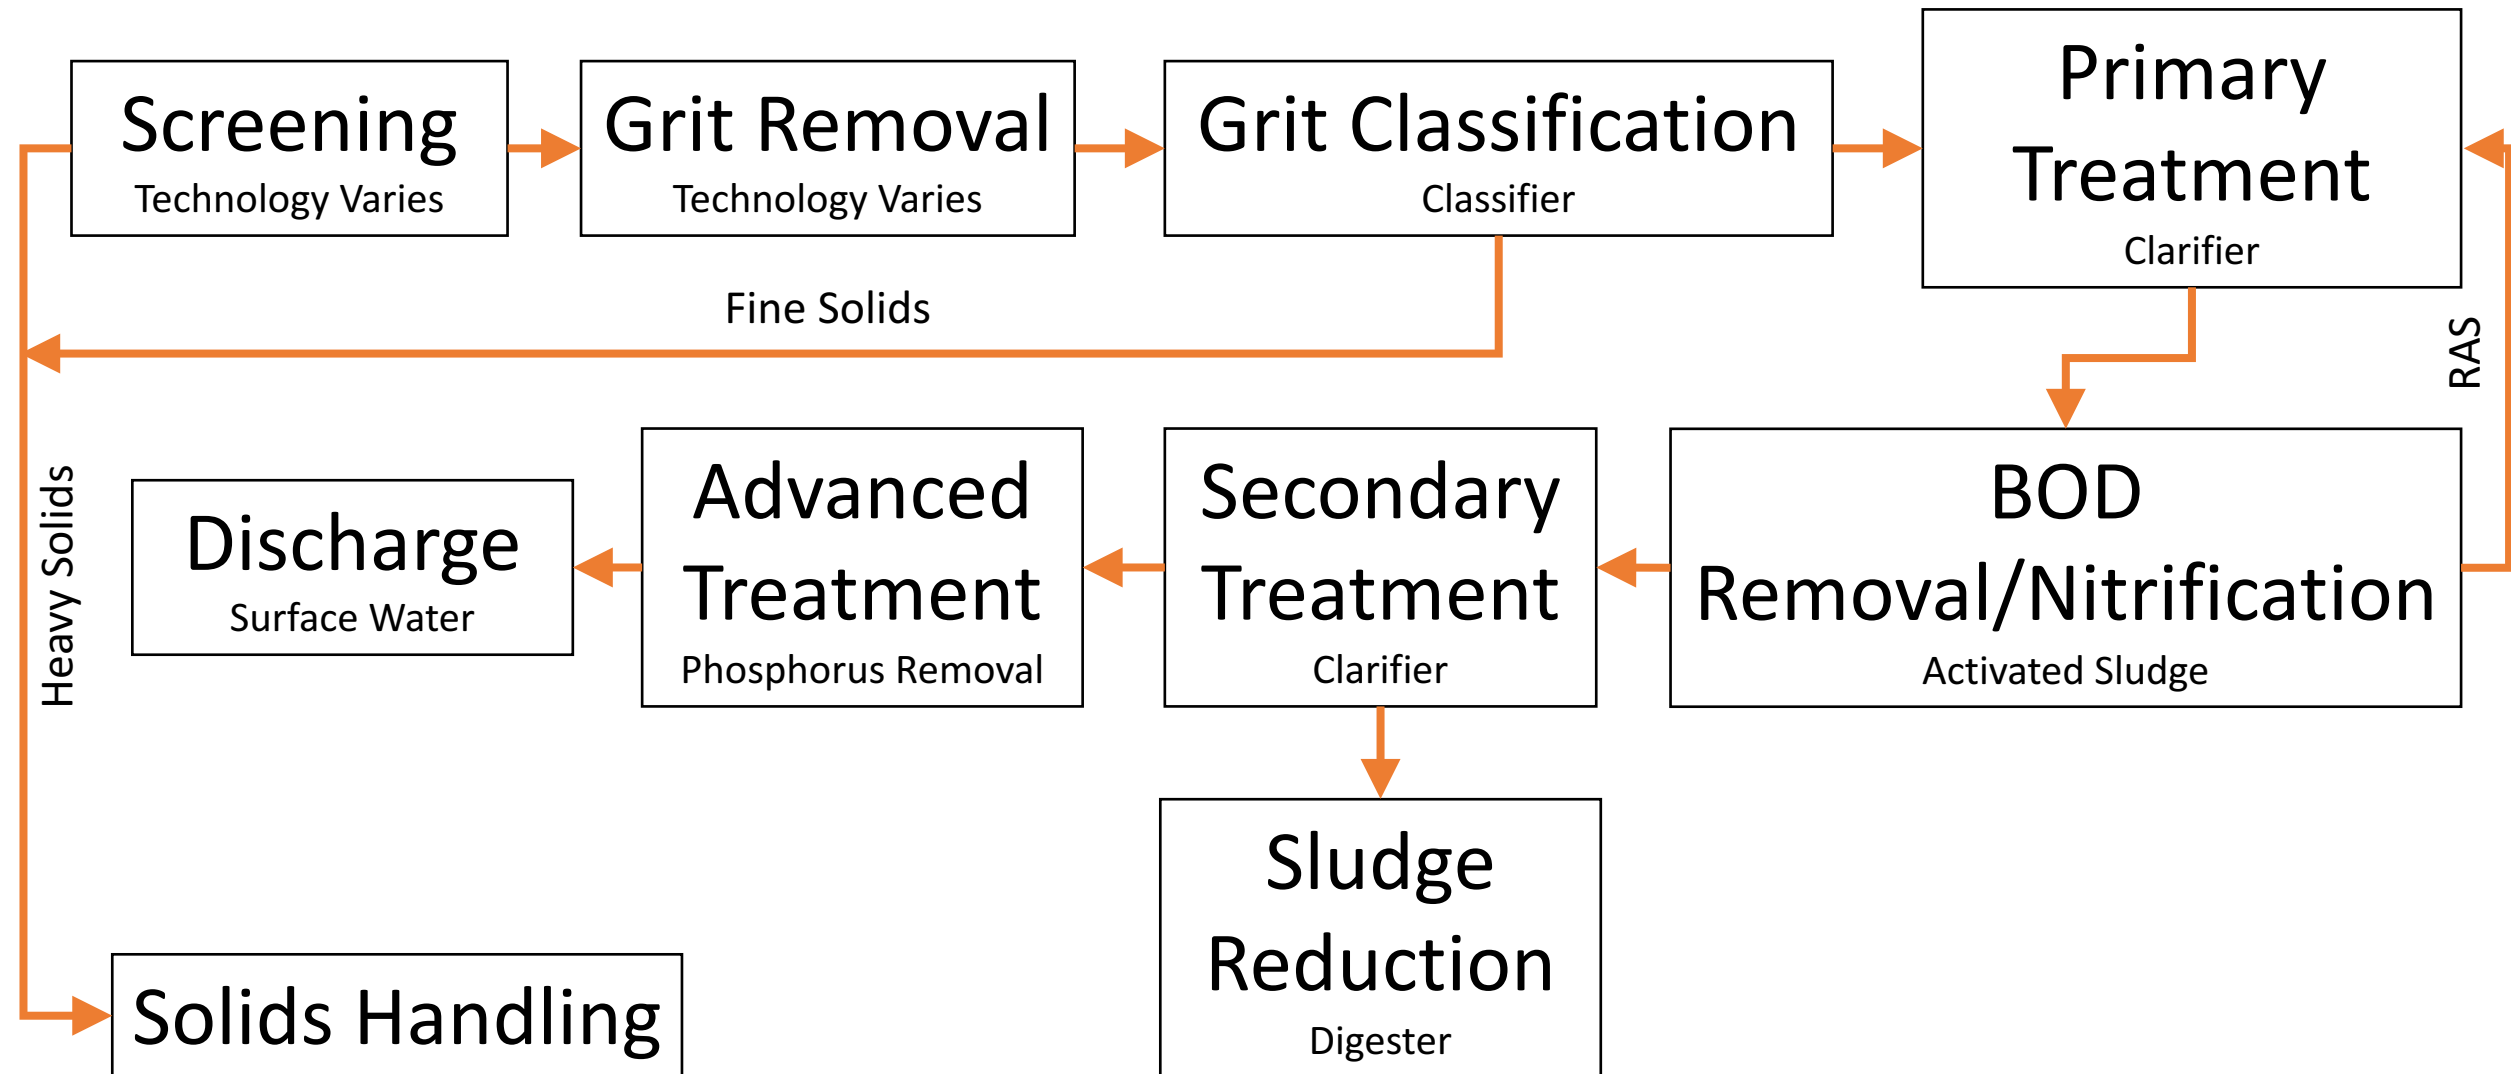 Screening
Technology Varies
Grit Removal
Technology Varies
Grit Classification
Classifier
Primary
Treatment
Clarifier
Fine Solids
RAS
Heavy Solids
Discharge
Surface Water
Advanced
Treatment
Phosphorus Removal
Secondary
Treatment
Clarifier
BOD
Removal/Nitrification
Activated Sludge
Sludge
Reduction
Digester
Solids Handling